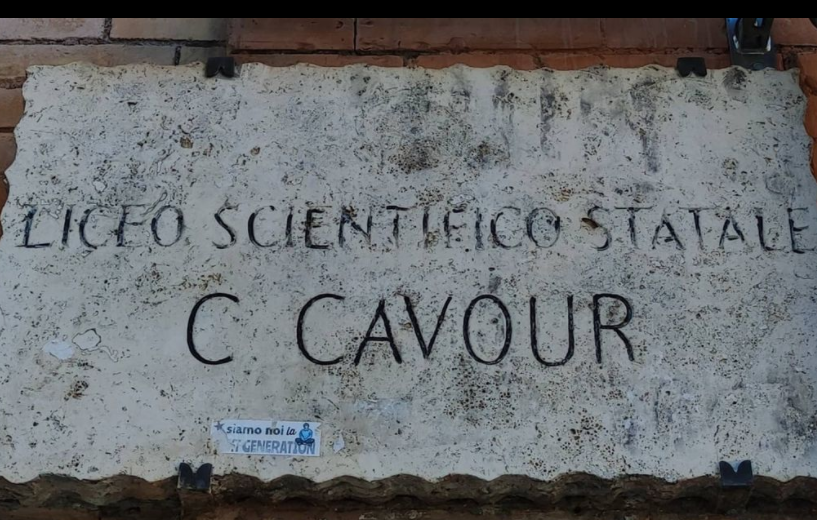 LICEO SCIENTIFICO STATALE
C CAVOUR
siamo noi la
GENERATION